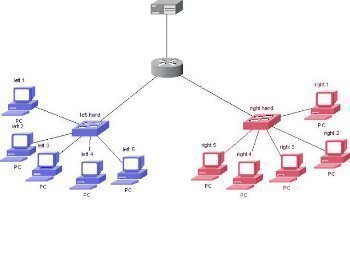 left 1
PC
left 2
PC
left 3
PC
left hand
left 4
PC
left 5
PC
right hand
right 1
PC
right 2
PC
right 3
PC
right 4
PC
right 5
PC